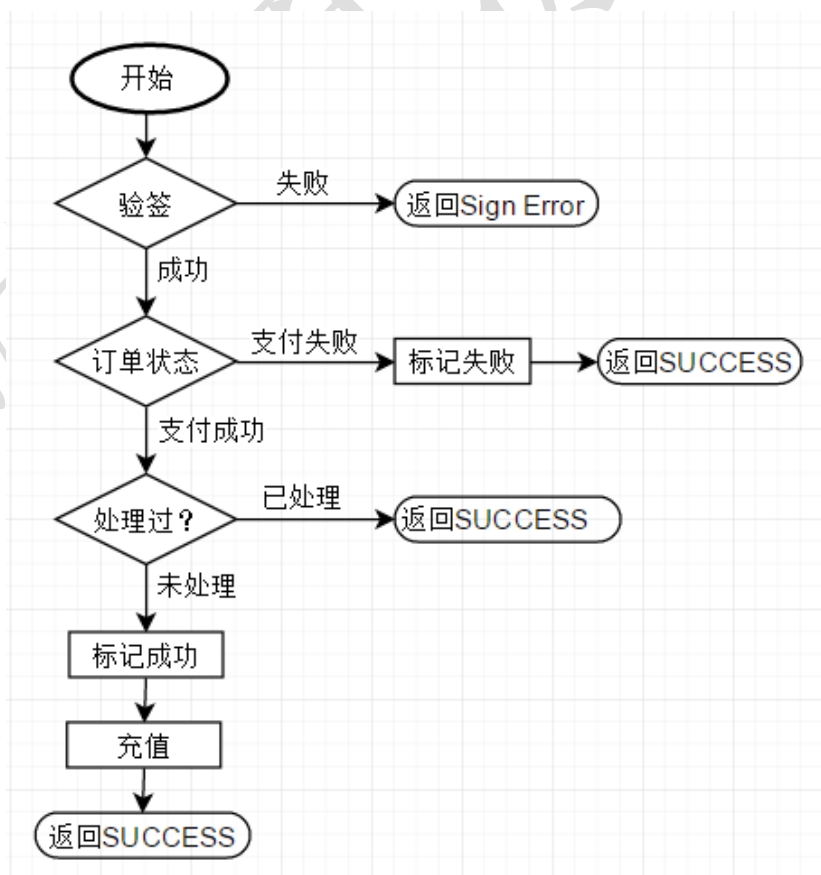 开始
验签
失败
返回Sign Error
成功
订单状态
支付失败
标记失败
返回SUCCESS
支付成功
处理过？
已处理
返回SUCCESS
未处理
标记成功
充值
返回SUCCESS